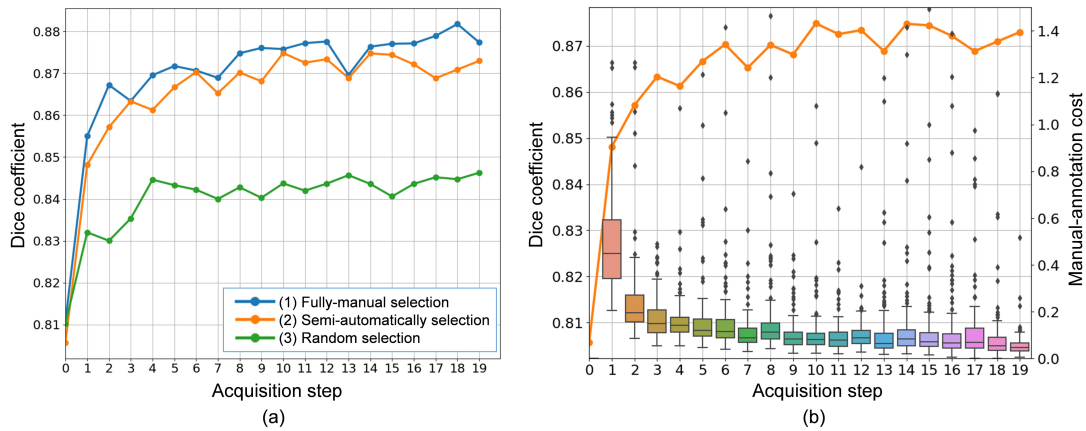 0.88
0.87
0.86
0.85
0.84
0.83
0.82
0.81
Dice coefficient
(1) Fully-manual selection
(2) Semi-automatically selection
(3) Random selection
0 1 2 3 4 5 6 7 8 9 10 11 12 13 14 15 16 17 18 19
Acquisition step
(a)
0.87
0.86
0.85
0.84
0.83
0.82
0.81
Dice coefficient
1.4
1.2
1.0
0.8
0.6
0.4
0.2
0.0
Manual-annotation cost
0 1 2 3 4 5 6 7 8 9 10 11 12 13 14 15 16 17 18 19
Acquisition step
(b)